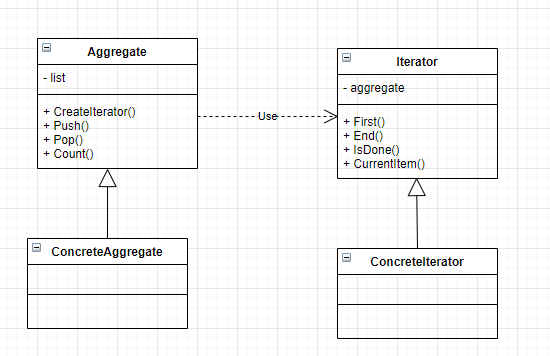 Aggregate
- list
+ CreateIterator()
+ Push()
+ Pop()
+ Count()
Use
Iterator
- aggregate
+ First()
+ End()
+ IsDone()
+ CurrentItem()
ConcreteAggregate
ConcreteIterator